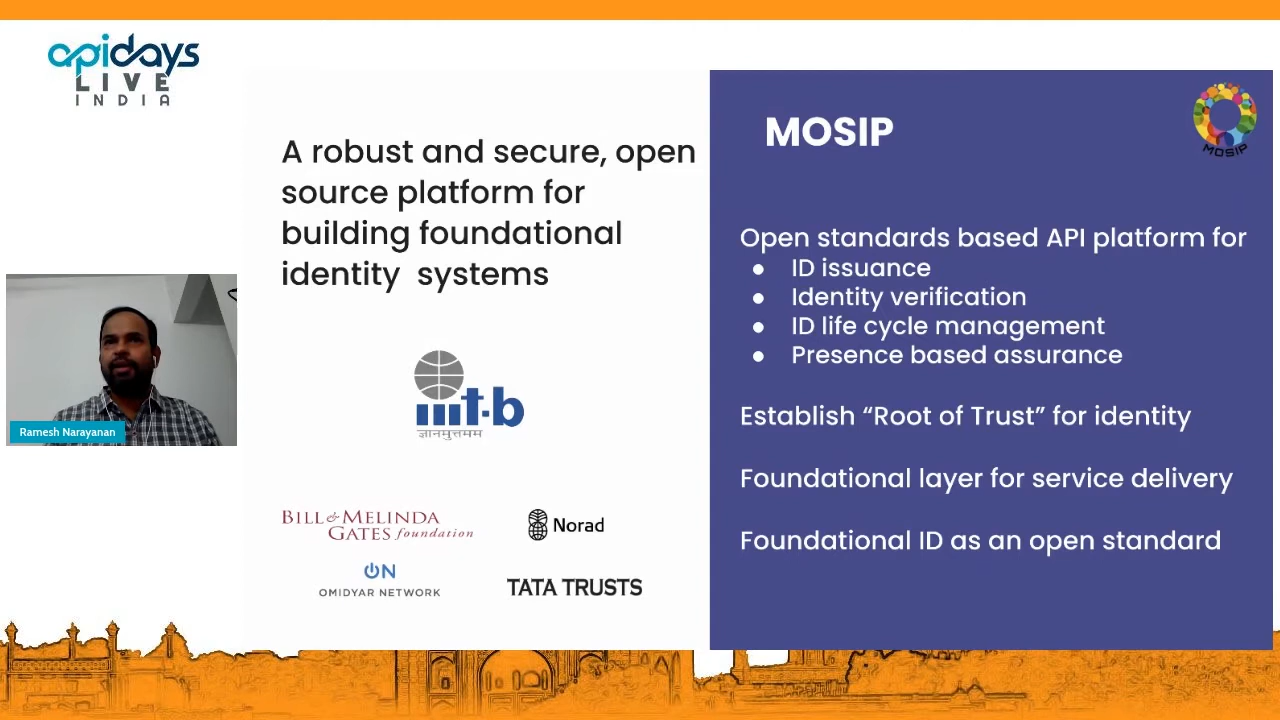 apidays
LIVE
INDIA
A robust and secure, open
source platform for
building foundational
identity systems
iiit-b
ज्ञानमुत्तमम
BILL & MELINDA
GATES foundation
Norad
ON
OMIDYAR NETWORK
TATA TRUSTS
Ramesh Narayanan
MOSIP
MOSIP
Open standards based API platform for
● ID issuance
● Identity verification
● ID life cycle management
● Presence based assurance
Establish “Root of Trust” for identity
Foundational layer for service delivery
Foundational ID as an open standard